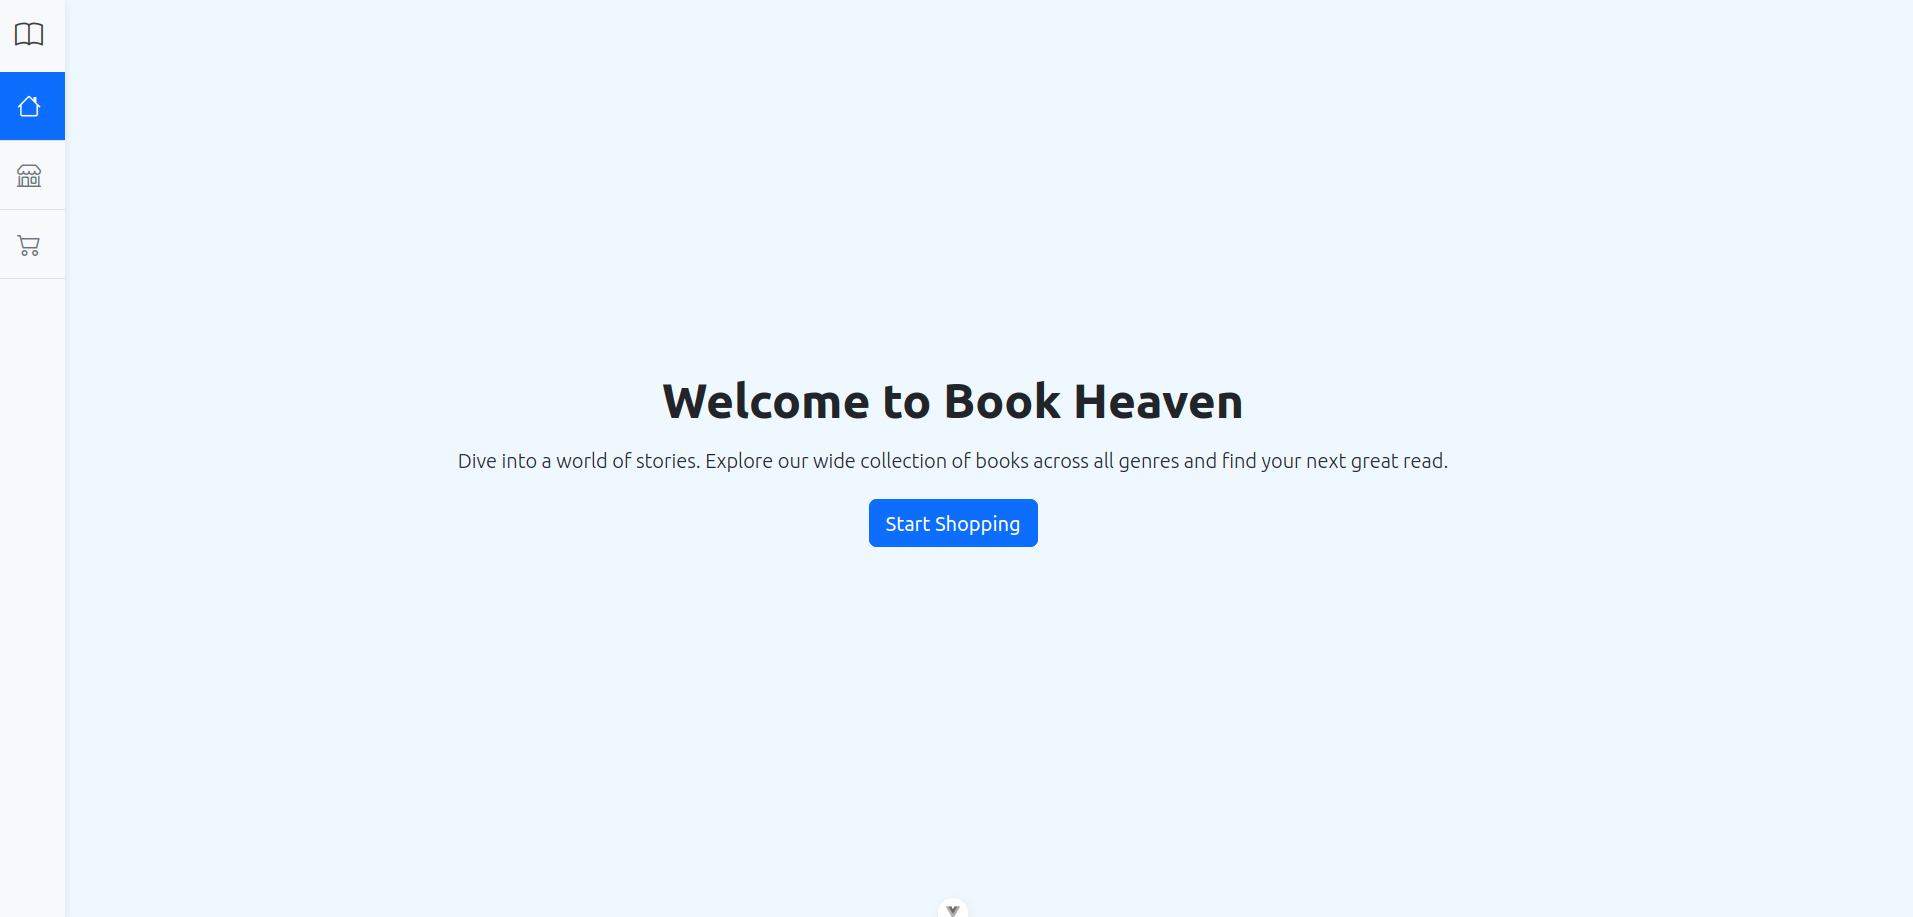 Welcome to Book Heaven
Dive into a world of stories. Explore our wide collection of books across all genres and find your next great read.
Start Shopping